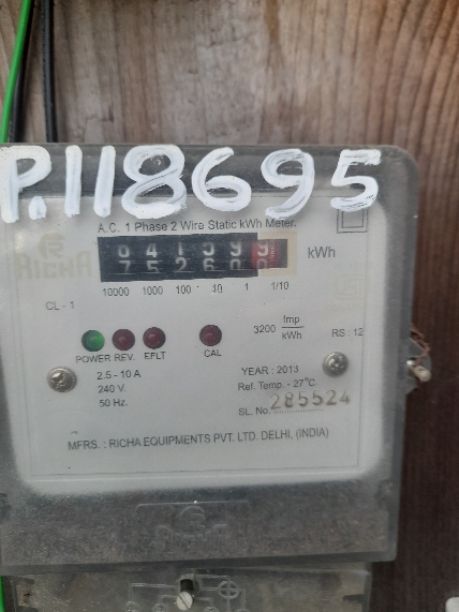 P.118695
A.C. 1 Phase 2 Wire Static kWh Meter.
RICHA
kWh
10000 1000 100 10 1 1/10
CL - 1
3200 Imp/kWh
RS : 12
POWER REV. EFLT CAL
2.5 - 10 A
240 V.
50 Hz.
YEAR : 2013
Ref. Temp. - 27°C
SL. No. 285524
MFRS. : RICHA EQUIPMENTS PVT. LTD. DELHI, (INDIA)